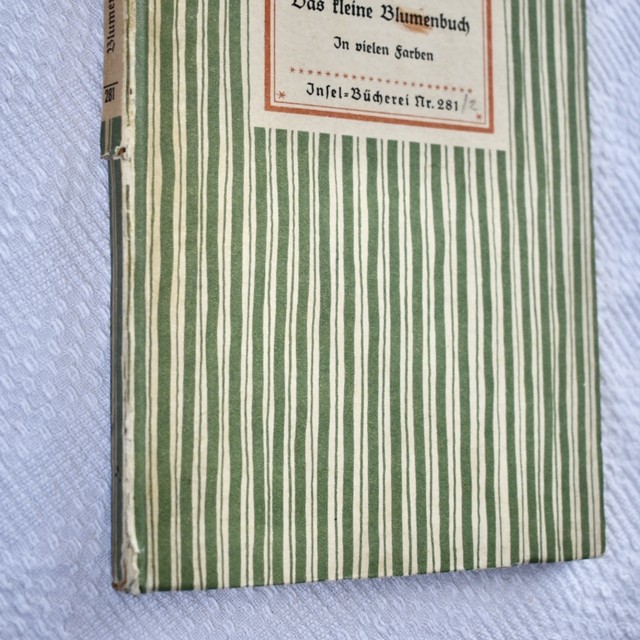 Das kleine Blumenbuch
In vielen Farben
Insel-Bücherei Nr. 281/2
Blumen
281